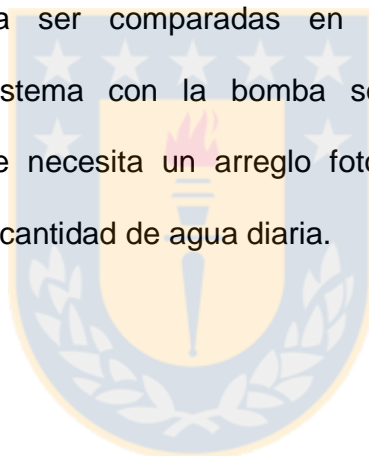 a ser comparadas en
stema con la bomba s
e necesita un arreglo fot
cantidad de agua diaria.